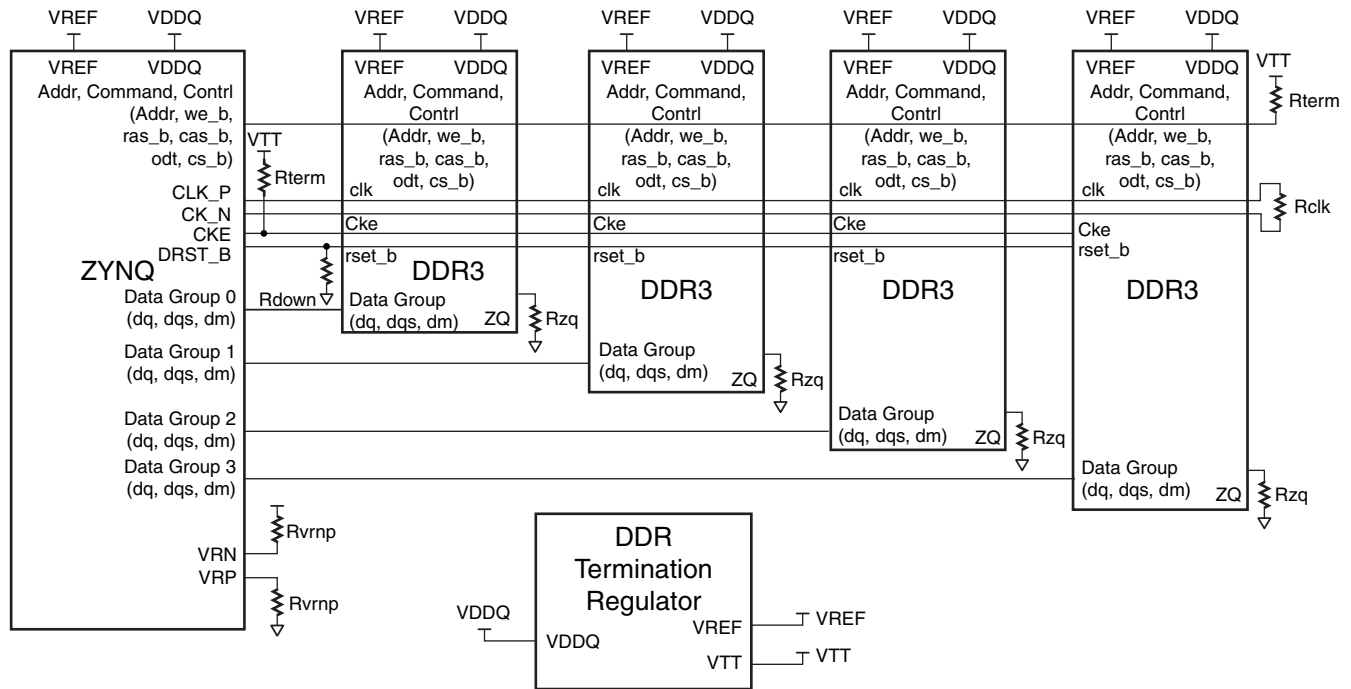 VREF VDDQ VREF VDDQ VREF VDDQ VREF VDDQ VREF VDDQ
VREF VDDQ
Addr, Command, Contrl
(Addr, we_b,
ras_b, cas_b,
odt, cs_b)
CLK_P
CK_N
CKE
DRST_B
ZYNQ
Data Group 0
(dq, dqs, dm)
Data Group 1
(dq, dqs, dm)
Data Group 2
(dq, dqs, dm)
Data Group 3
(dq, dqs, dm)
VRN
VRP
VTT
Rterm
Rdown
Rvrnp
Rvrnp
VREF VDDQ
Addr, Command,
Contrl
(Addr, we_b,
ras_b, cas_b,
odt, cs_b)
clk
Cke
rset_b
DDR3
Data Group
(dq, dqs, dm)
ZQ
Rzq
VREF VDDQ
Addr, Command,
Contrl
(Addr, we_b,
ras_b, cas_b,
odt, cs_b)
clk
Cke
rset_b
DDR3
Data Group
(dq, dqs, dm)
ZQ
Rzq
VREF VDDQ
Addr, Command,
Contrl
(Addr, we_b,
ras_b, cas_b,
odt, cs_b)
clk
Cke
rset_b
DDR3
Data Group
(dq, dqs, dm)
ZQ
Rzq
VREF VDDQ
Addr, Command,
Contrl
(Addr, we_b,
ras_b, cas_b,
odt, cs_b)
clk
Cke
rset_b
DDR3
Data Group
(dq, dqs, dm)
ZQ
Rzq
VTT
Rterm
Rclk
DDR
Termination
Regulator
VDDQ
VDDQ
VREF
VREF
VTT
VTT